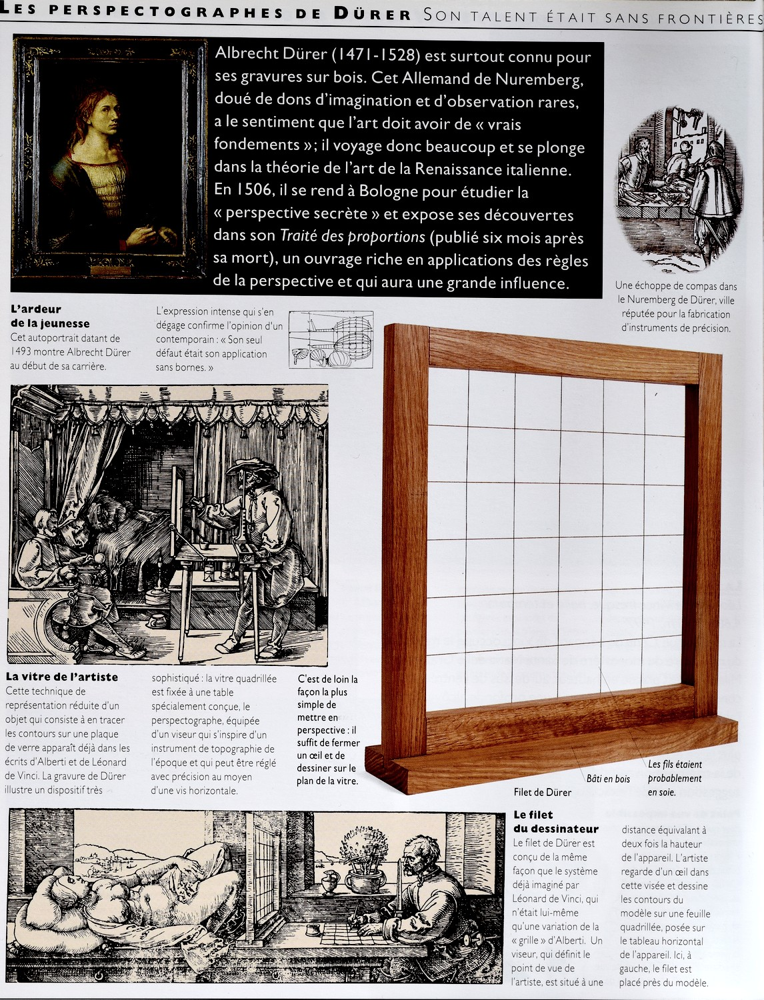 LES PERSPECTOGRAPHES DE DÜRER SON TALENT ÉTAIT SANS FRONTIÈRES
Albrecht Dürer (1471-1528) est surtout connu pour
ses gravures sur bois. Cet Allemand de Nuremberg,
doué de dons d'imagination et d'observation rares,
a le sentiment que l'art doit avoir de « vrais
fondements » ; il voyage donc beaucoup et se plonge
dans la théorie de l'art de la Renaissance italienne.
En 1506, il se rend à Bologne pour étudier la
« perspective secrète » et expose ses découvertes
dans son Traité des proportions (publié six mois après
sa mort), un ouvrage riche en applications des règles
de la perspective et qui aura une grande influence.
Une échoppe de compas dans
le Nuremberg de Dürer, ville
réputée pour la fabrication
d'instruments de précision.
L'ardeur
de la jeunesse
Cet autoportrait datant de
1493 montre Albrecht Dürer
au début de sa carrière.
L'expression intense qui s'en
dégage confirme l'opinion d'un
contemporain : « Son seul
défaut était son application
sans bornes. »
La vitre de l'artiste
Cette technique de
représentation réduite d'un
objet qui consiste à en tracer
les contours sur une plaque
de verre apparaît déjà dans les
écrits d'Alberti et de Léonard
de Vinci. La gravure de Dürer
illustre un dispositif très
sophistiqué : la vitre quadrillée
est fixée à une table
spécialement conçue, le
perspectographe, équipée
d'un viseur qui s'inspire d'un
instrument de topographie de
l'époque et qui peut être réglé
avec précision au moyen
d'une vis horizontale.
C'est de loin la
façon la plus
simple de
mettre en
perspective : il
suffit de fermer
un œil et de
dessiner sur le
plan de la vitre.
Bâti en bois
Les fils étaient
probablement
en soie.
Filet de Dürer
Le filet
du dessinateur
Le filet de Dürer est
conçu de la même
façon que le système
déjà imaginé par
Léonard de Vinci, qui
n'était lui-même
qu'une variation de la
« grille » d'Alberti. Un
viseur, qui définit le
point de vue de
l'artiste, est situé à une
distance équivalant à
deux fois la hauteur
de l'appareil. L'artiste
regarde d'un œil dans
cette visée et dessine
les contours du
modèle sur une feuille
quadrillée, posée sur
le tableau horizontal
de l'appareil. Ici, à
gauche, le filet est
placé près du modèle.